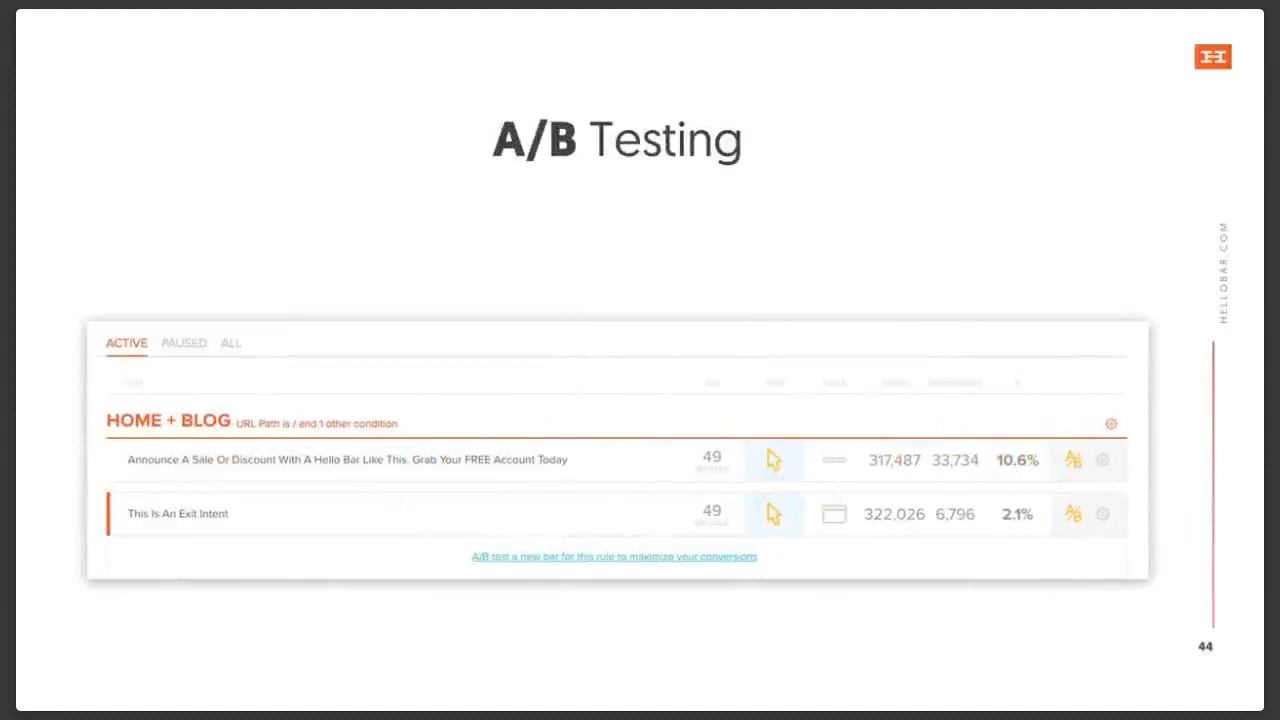 A/B Testing
HELLOBAR.COM
ACTIVE PAUSED ALL
HOME + BLOG URL Path is / and 1 other condition
Announce A Sale Or Discount With A Hello Bar Like This. Grab Your FREE Account Today 49 317,487 33,734 10.6% A/B
This Is An Exit Intent 49 322,026 6,796 2.1% A/B
A/B test a new bar for this rule to maximize your conversions
44